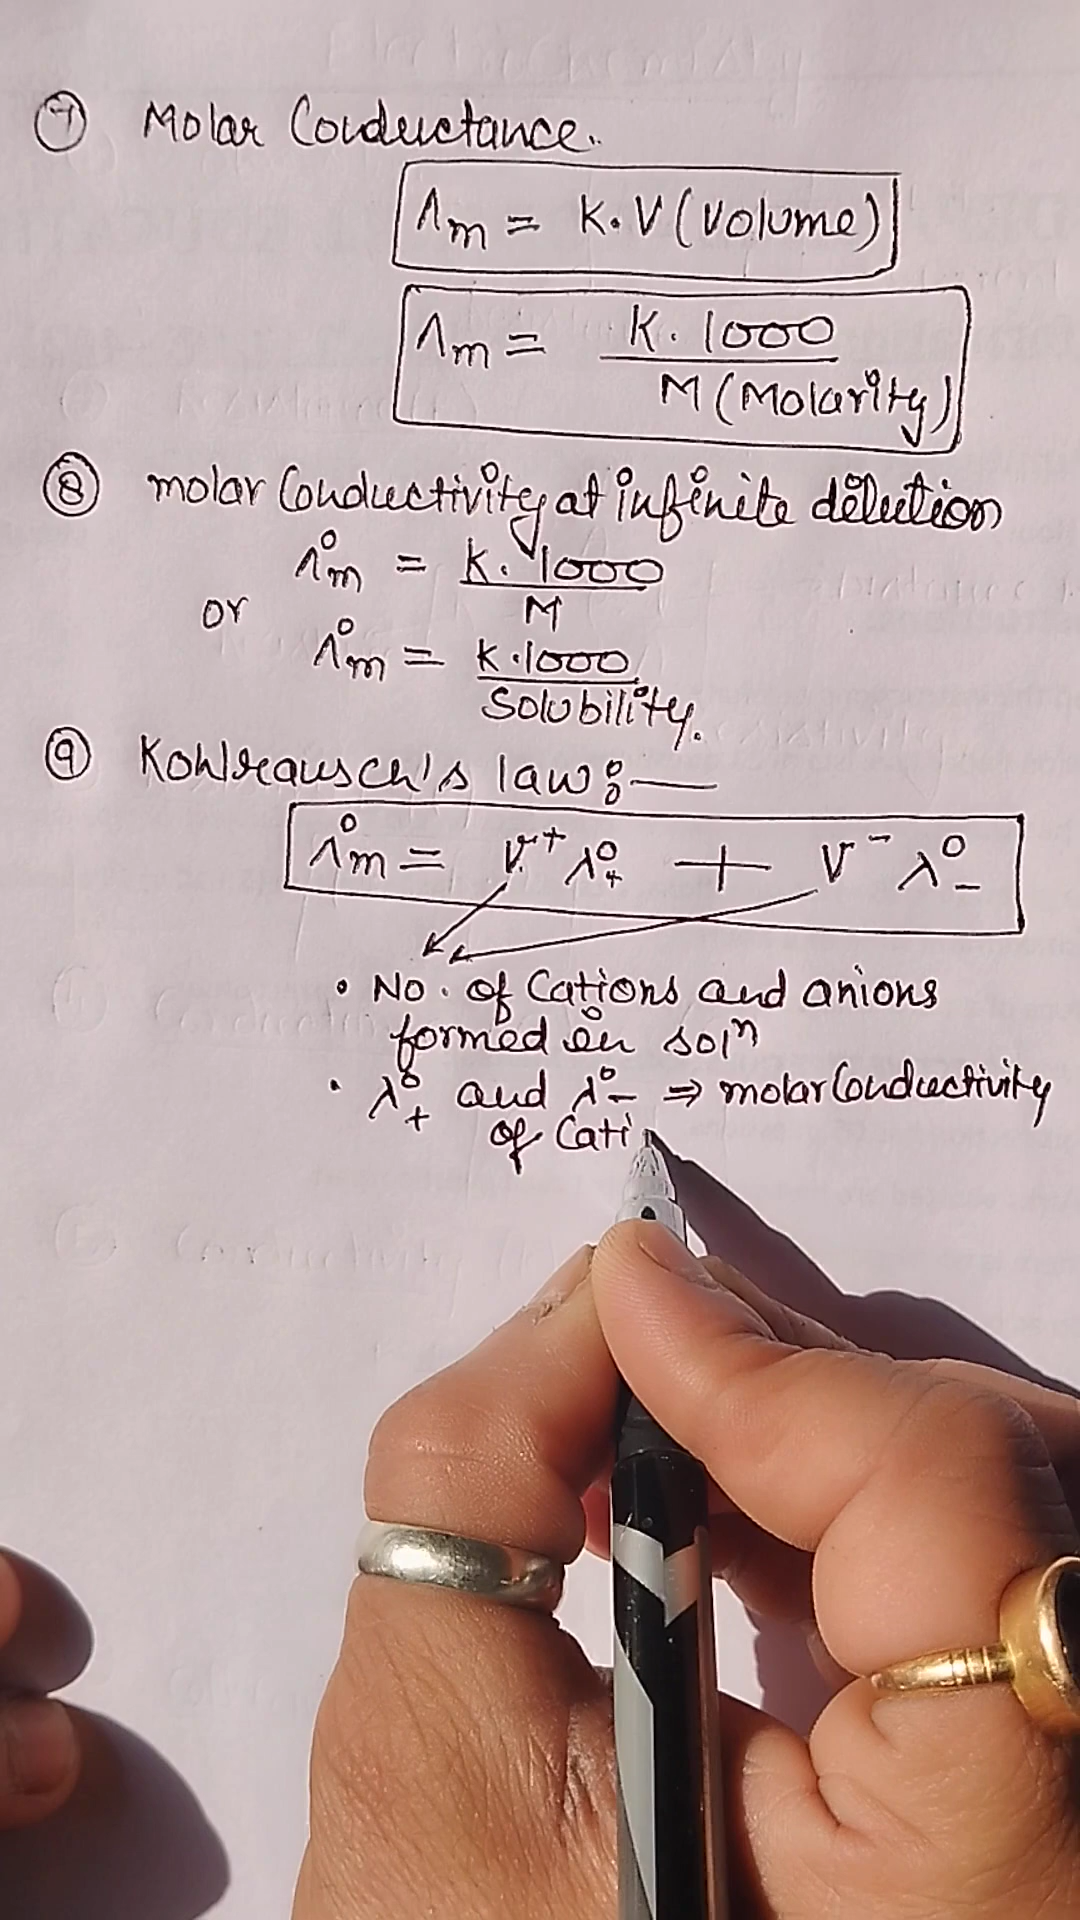 ⑦ Molar Conductance.
Λm = K.V (Volume)
Λm = K. 1000
M (Molarity)
⑧ molar Conductivity at infinite dilution
Λ°m = K. 1000
M
or
Λ°m = K.1000
Solubility.
⑨ Kohlrausch's law:—
Λ°m = V⁺ λ°₊ + V⁻ λ°₋
• No. of Cations and anions
formed in solⁿ
• λ°₊ and λ°₋ ⇒ molar Conductivity
of Cati